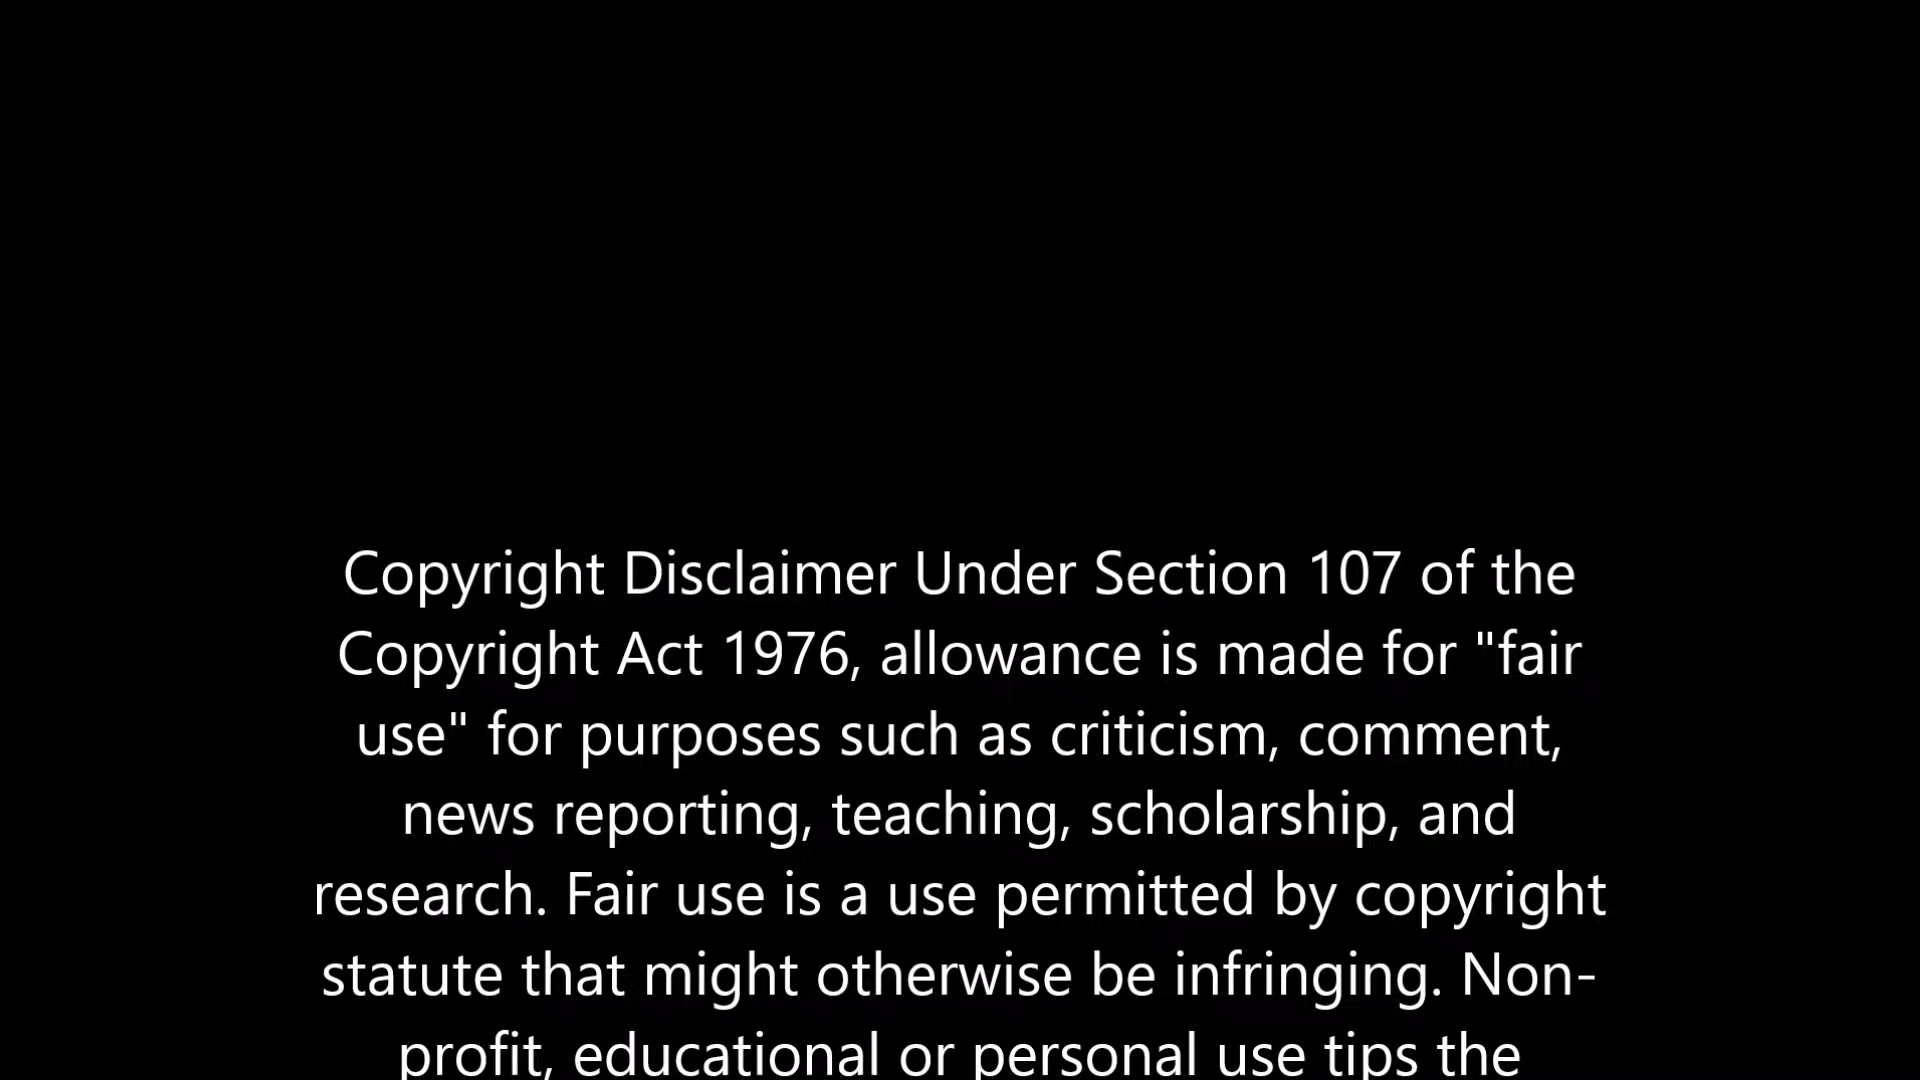 Copyright Disclaimer Under Section 107 of the
Copyright Act 1976, allowance is made for "fair
use" for purposes such as criticism, comment,
news reporting, teaching, scholarship, and
research. Fair use is a use permitted by copyright
statute that might otherwise be infringing. Non-
profit, educational or personal use tips the